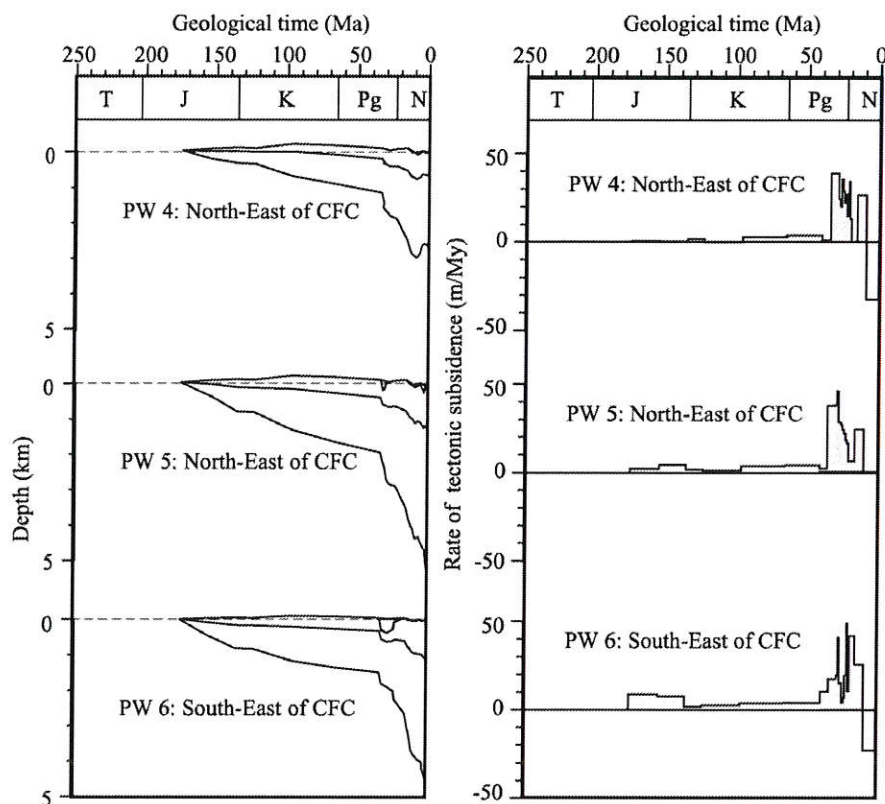 Geological time (Ma)
250 200 150 100 50 0
T J K Pg N
Depth (km)
0
PW 4: North-East of CFC
5
0
PW 5: North-East of CFC
5
0
PW 6: South-East of CFC
5
Geological time (Ma)
250 200 150 100 50 0
T J K Pg N
Rate of tectonic subsidence (m/My)
50
PW 4: North-East of CFC
0
-50
50
PW 5: North-East of CFC
0
-50
50
PW 6: South-East of CFC
0
-50